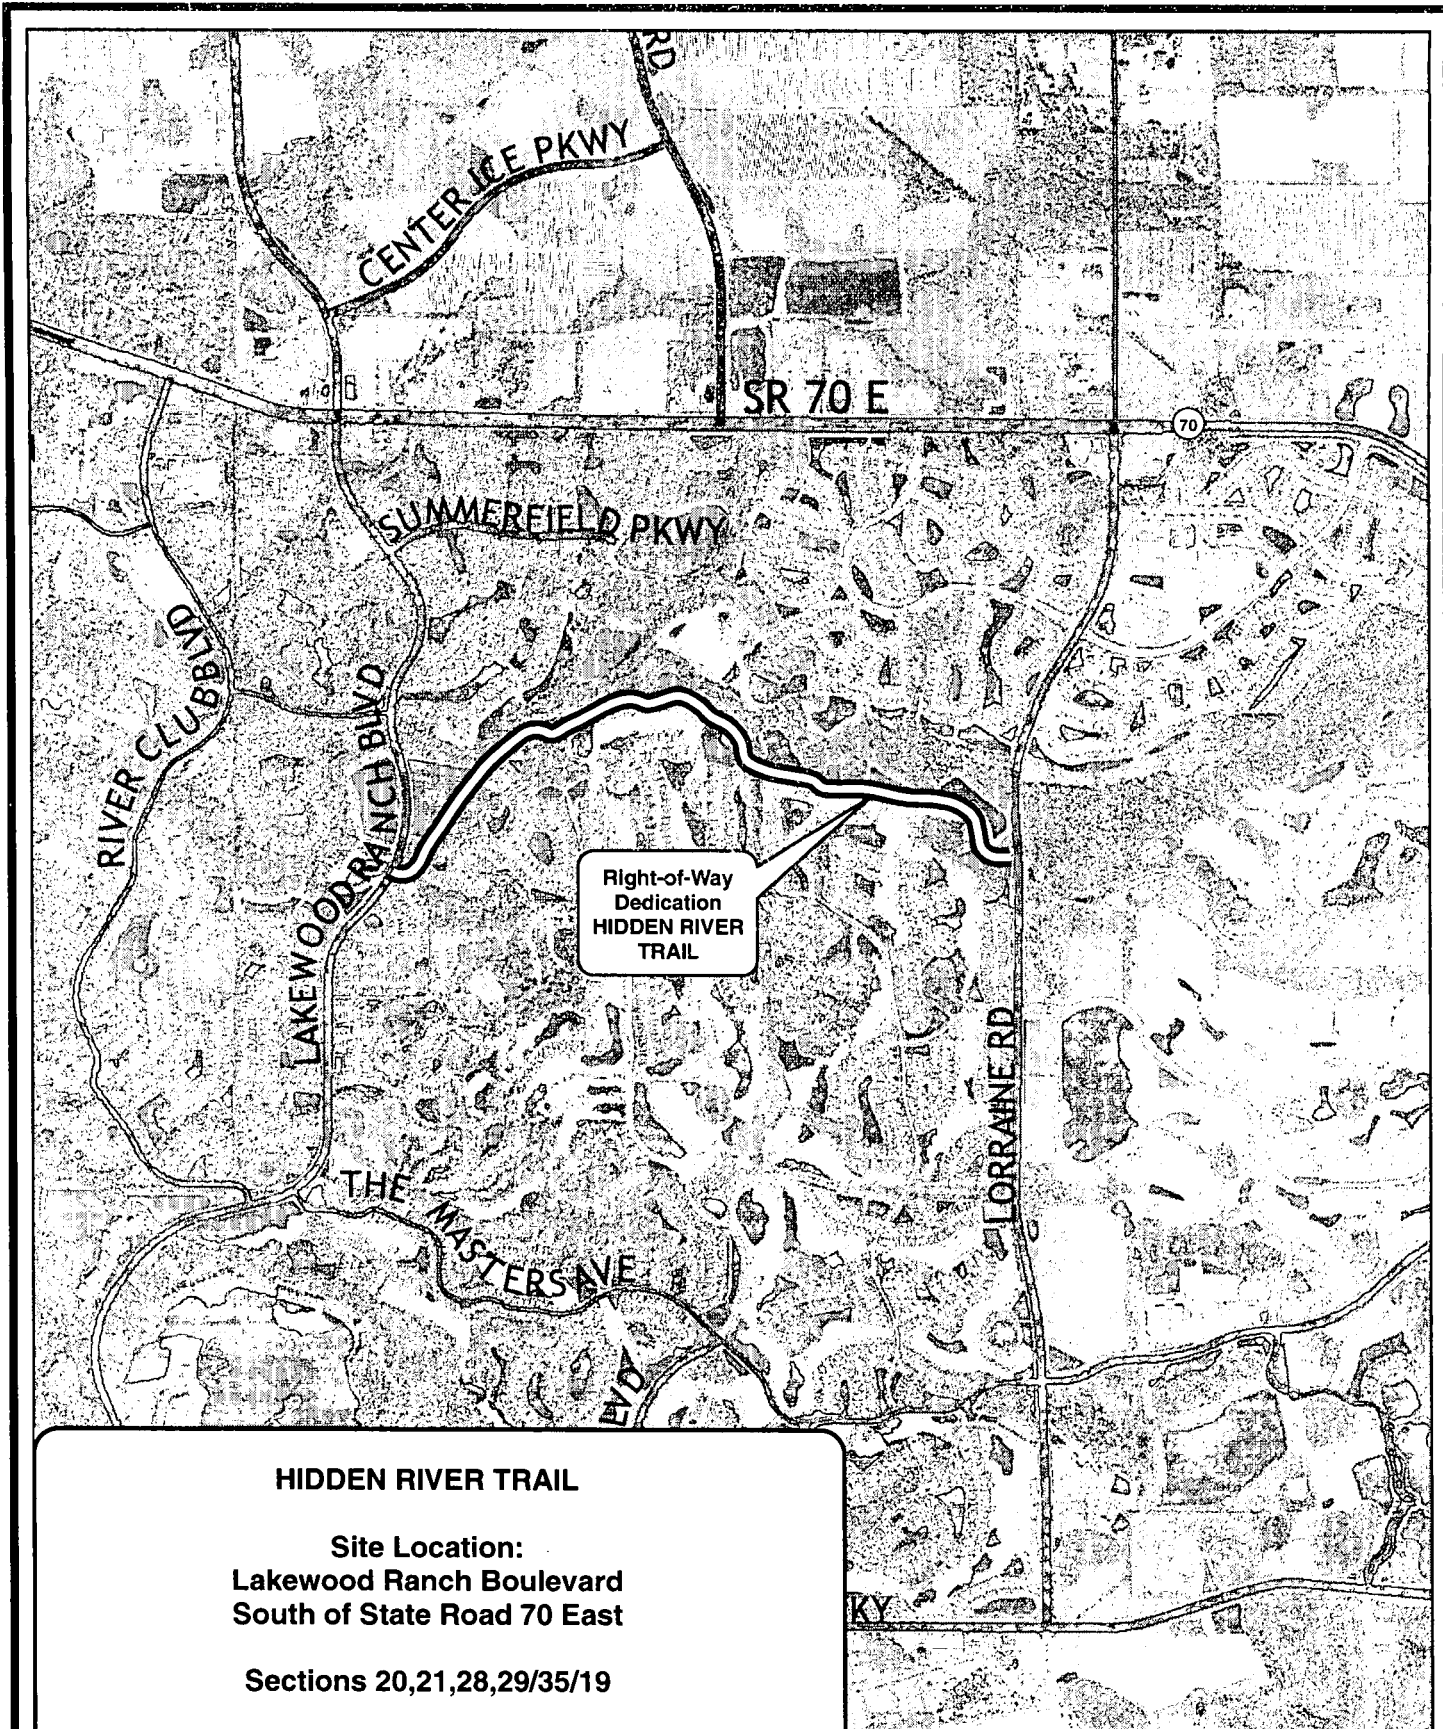 RD
CENTER ICE PKWY
SR 70 E
70
SUMMERFIELD PKWY
RIVER CLUB BLVD
LAKEWOOD RANCH BLVD
Right-of-Way
Dedication
HIDDEN RIVER
TRAIL
LORRAINE RD
THE MASTERS AVE
LVD
KY
HIDDEN RIVER TRAIL
Site Location:
Lakewood Ranch Boulevard
South of State Road 70 East
Sections 20,21,28,29/35/19